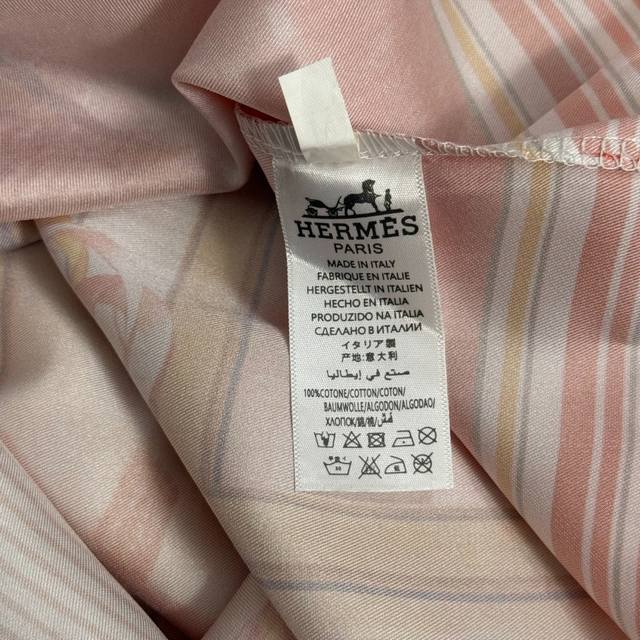 HERMÈS
PARIS
MADE IN ITALY
FABRIQUE EN ITALIE
HERGESTELLT IN ITALIEN
HECHO EN ITALIA
PRODUZIDO NA ITALIA
СДЕЛАНО В ИТАЛИИ
イタリア製
产地:意大利
صنع في إيطاليا
100%COTONE/COTTON/COTON/
BAUMWOLLE/ALGODON/ALGODAO/
ХЛОПОК/綿/棉/